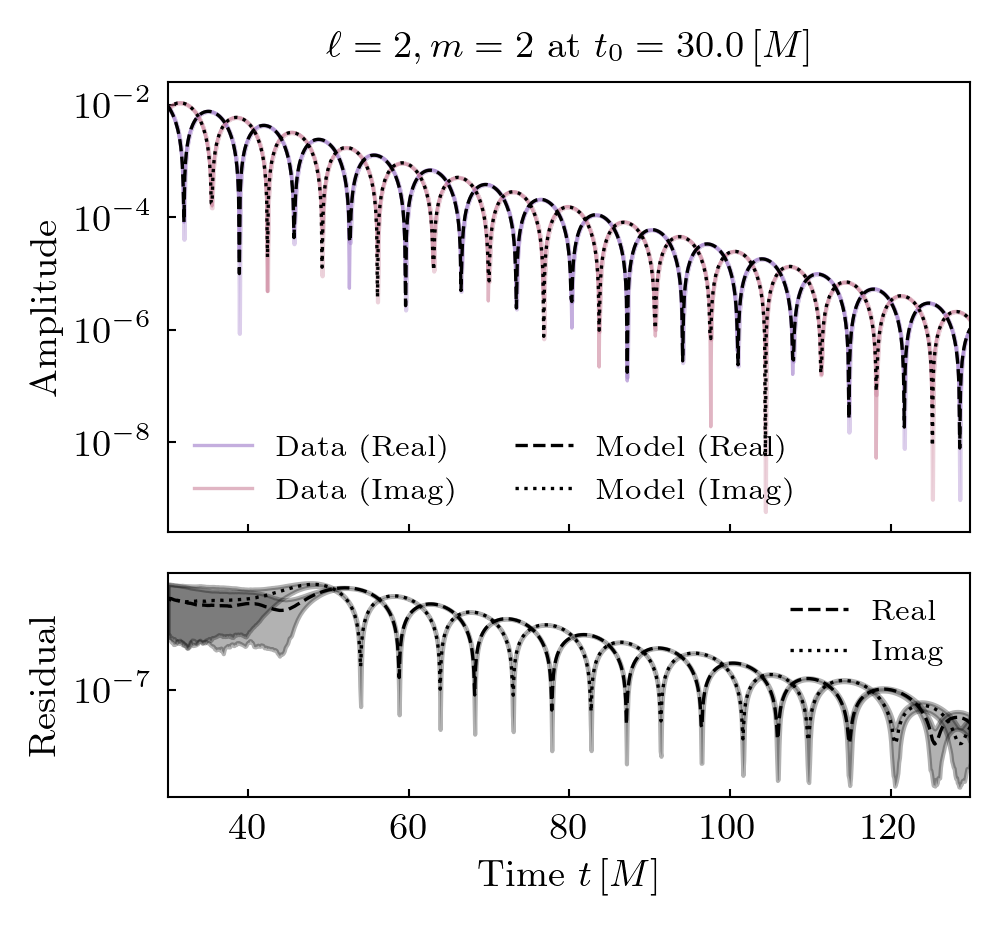 ℓ = 2, m = 2 at t₀ = 30.0 [M]
10⁻²
10⁻⁴
10⁻⁶
10⁻⁸
Amplitude
Data (Real)
Data (Imag)
Model (Real)
Model (Imag)
Real
Imag
10⁻⁷
Residual
40 60 80 100 120
Time t [M]